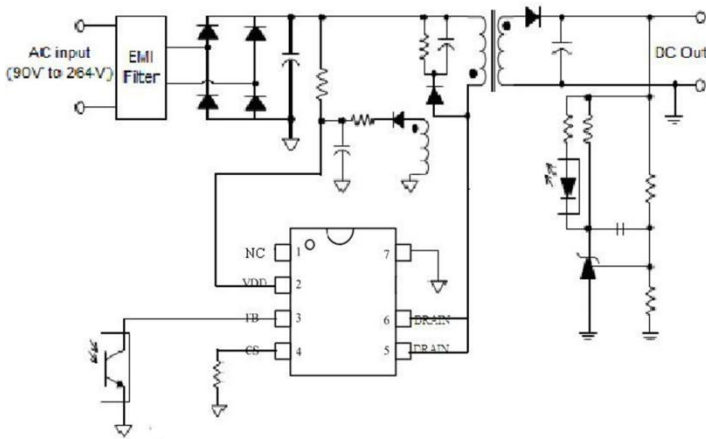 AC input
(90V to 264V)
EMI
Filter
DC Out
NC
1
7
VDD
2
FB
3
6
DRAIN
CS
4
5
DRAIN